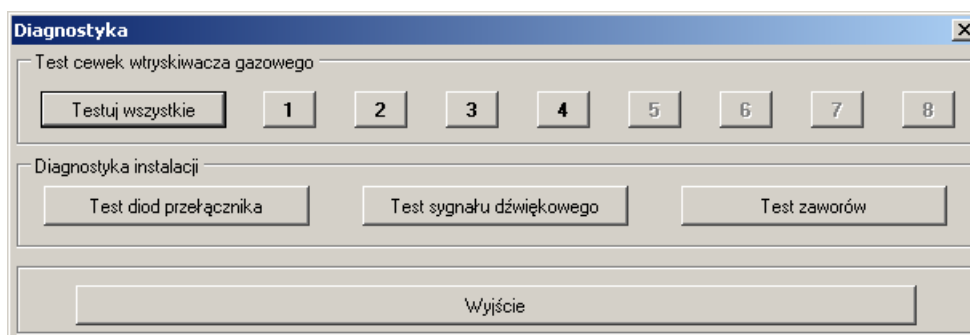 Diagnostyka
Test cewek wtryskiwacza gazowego
Testuj wszystkie 1 2 3 4 5 6 7 8
Diagnostyka instalacji
Test diod przełącznika Test sygnału dźwiękowego Test zaworów
Wyjście